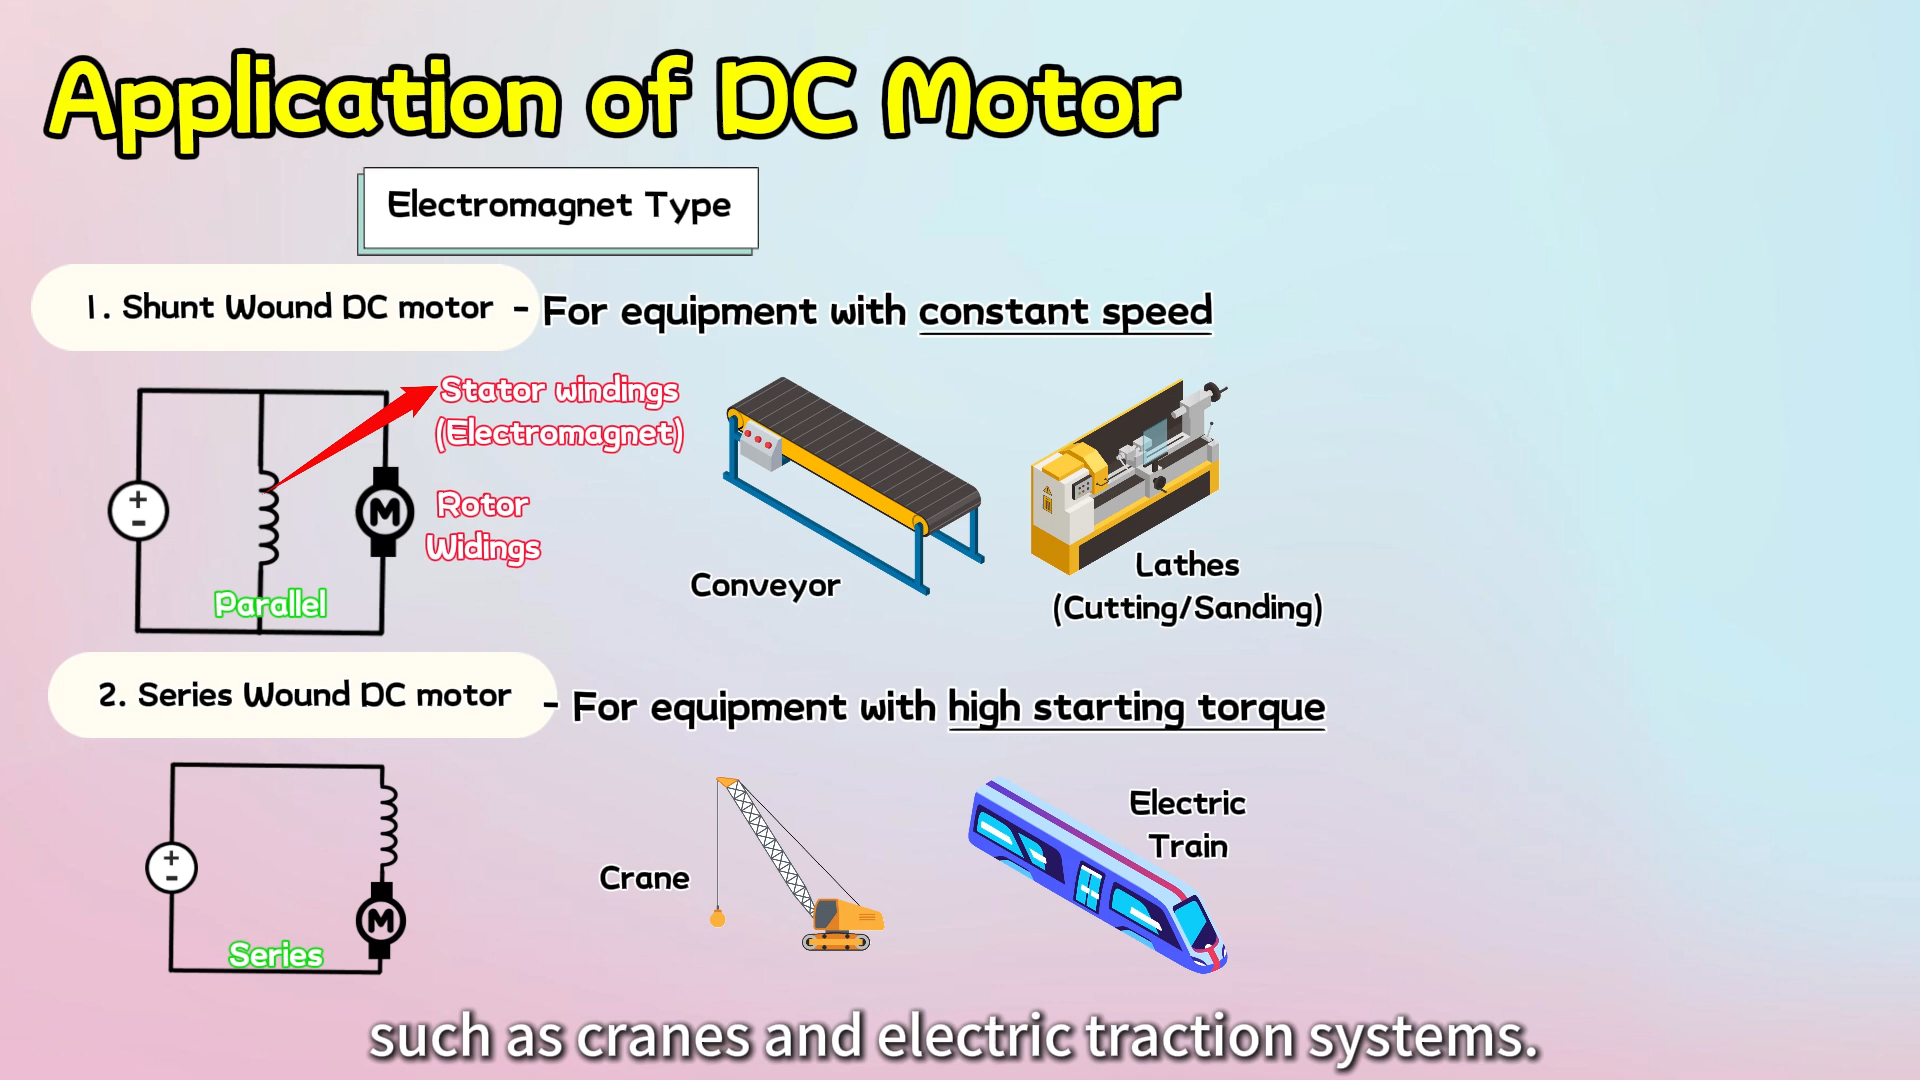 Application of DC Motor
Electromagnet Type
1. Shunt Wound DC motor - For equipment with constant speed
Stator windings
(Electromagnet)
+
-
M
Rotor
Widings
Parallel
Conveyor
Lathes
(Cutting/Sanding)
2. Series Wound DC motor - For equipment with high starting torque
+
-
M
Series
Crane
Electric
Train
such as cranes and electric traction systems.